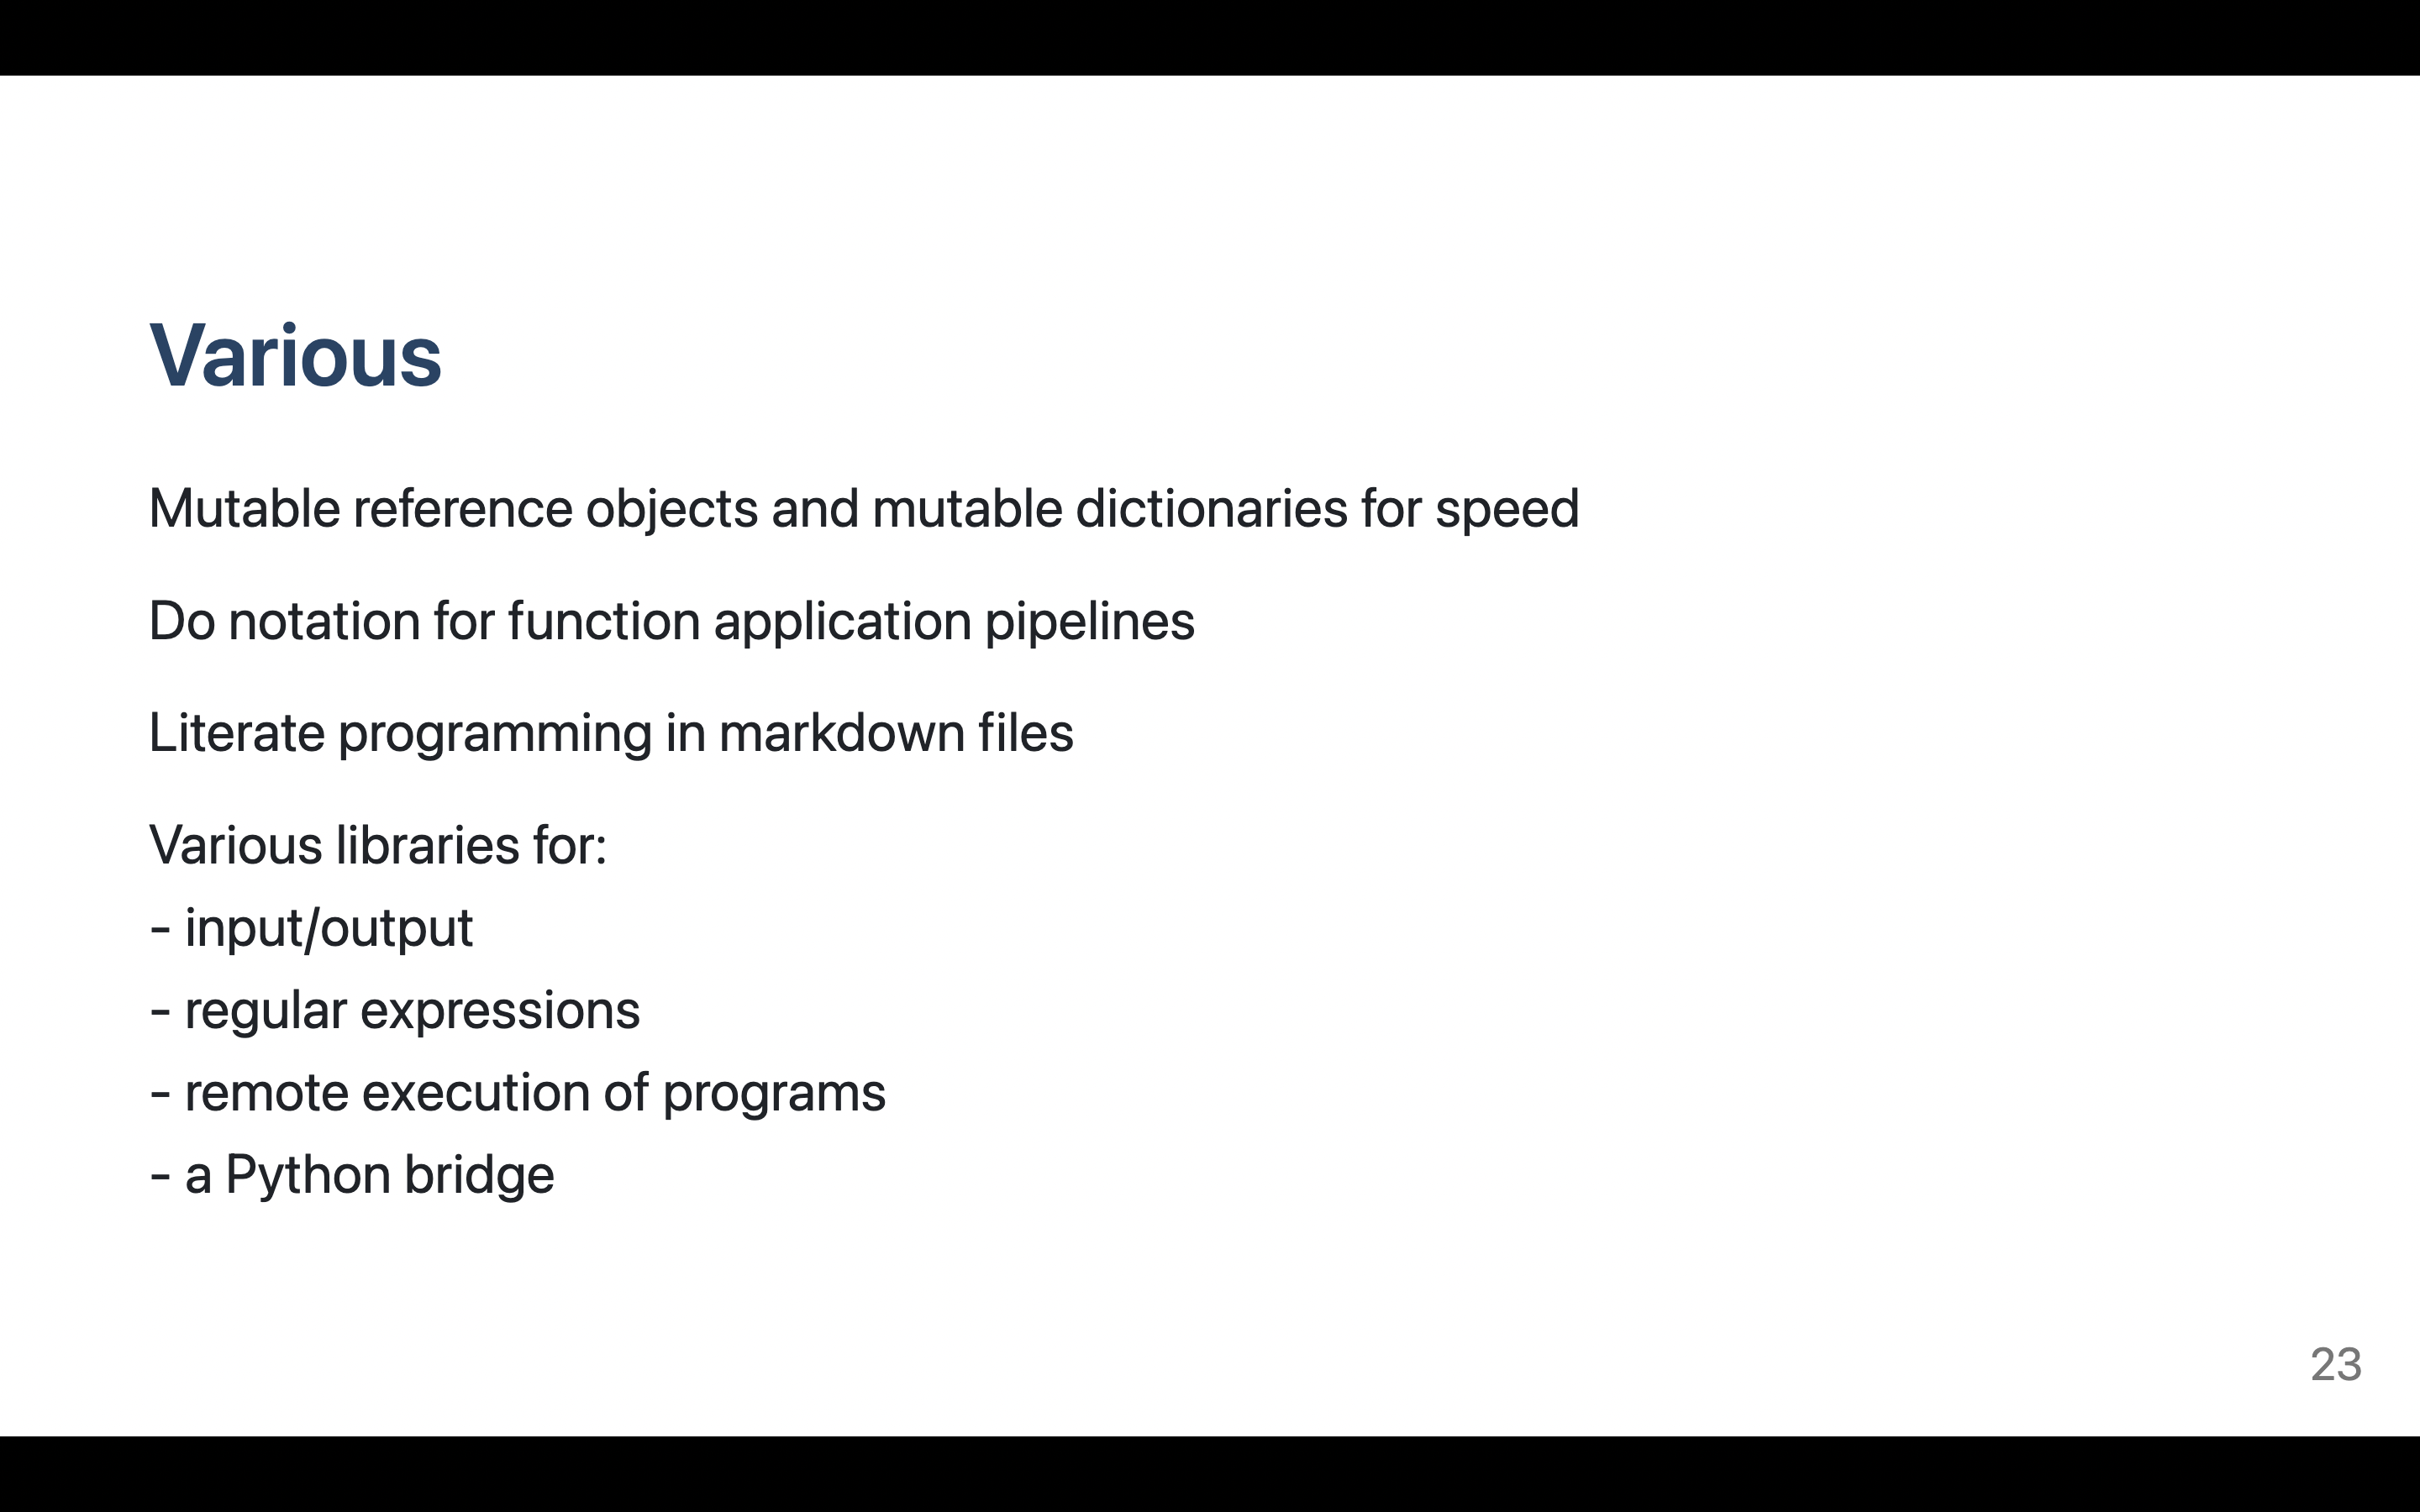 Various
Mutable reference objects and mutable dictionaries for speed
Do notation for function application pipelines
Literate programming in markdown files
Various libraries for:
- input/output
- regular expressions
- remote execution of programs
- a Python bridge
23